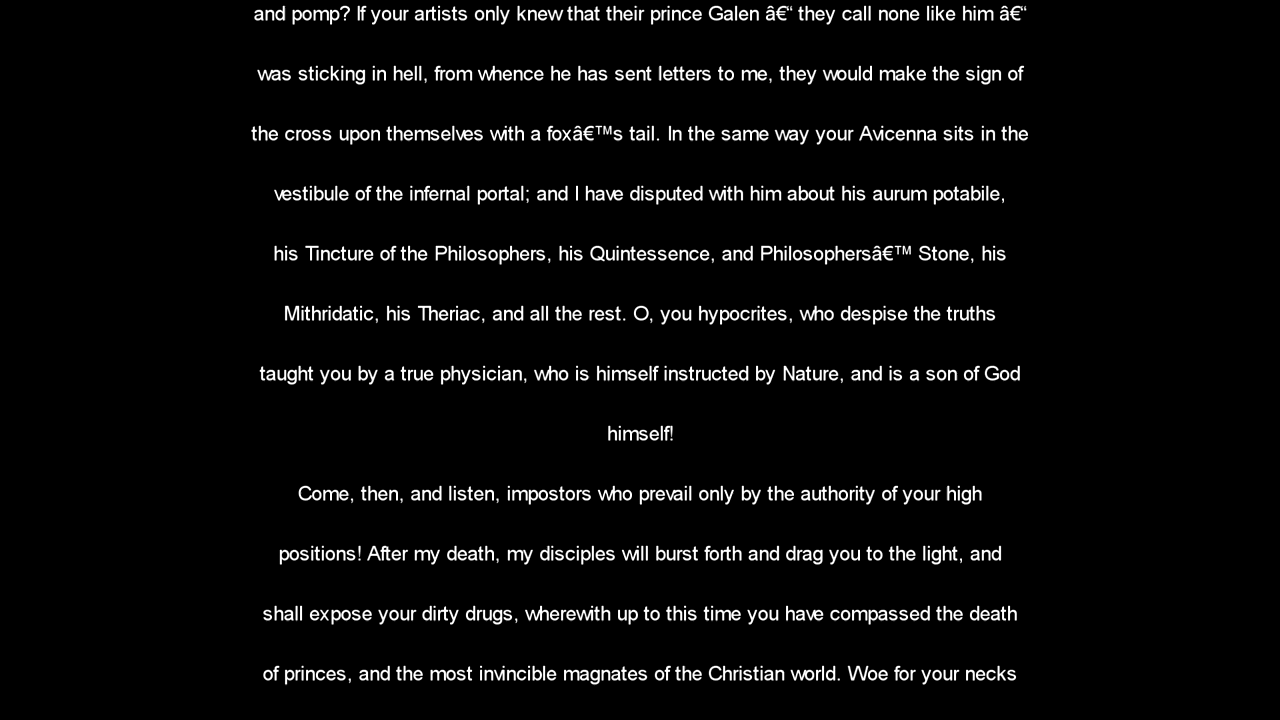 and pomp? If your artists only knew that their prince Galen â€“ they call none like him â€“
was sticking in hell, from whence he has sent letters to me, they would make the sign of
the cross upon themselves with a foxâ€™s tail. In the same way your Avicenna sits in the
vestibule of the infernal portal; and I have disputed with him about his aurum potabile,
his Tincture of the Philosophers, his Quintessence, and Philosophersâ€™ Stone, his
Mithridatic, his Theriac, and all the rest. O, you hypocrites, who despise the truths
taught you by a true physician, who is himself instructed by Nature, and is a son of God
himself!
Come, then, and listen, impostors who prevail only by the authority of your high
positions! After my death, my disciples will burst forth and drag you to the light, and
shall expose your dirty drugs, wherewith up to this time you have compassed the death
of princes, and the most invincible magnates of the Christian world. Woe for your necks